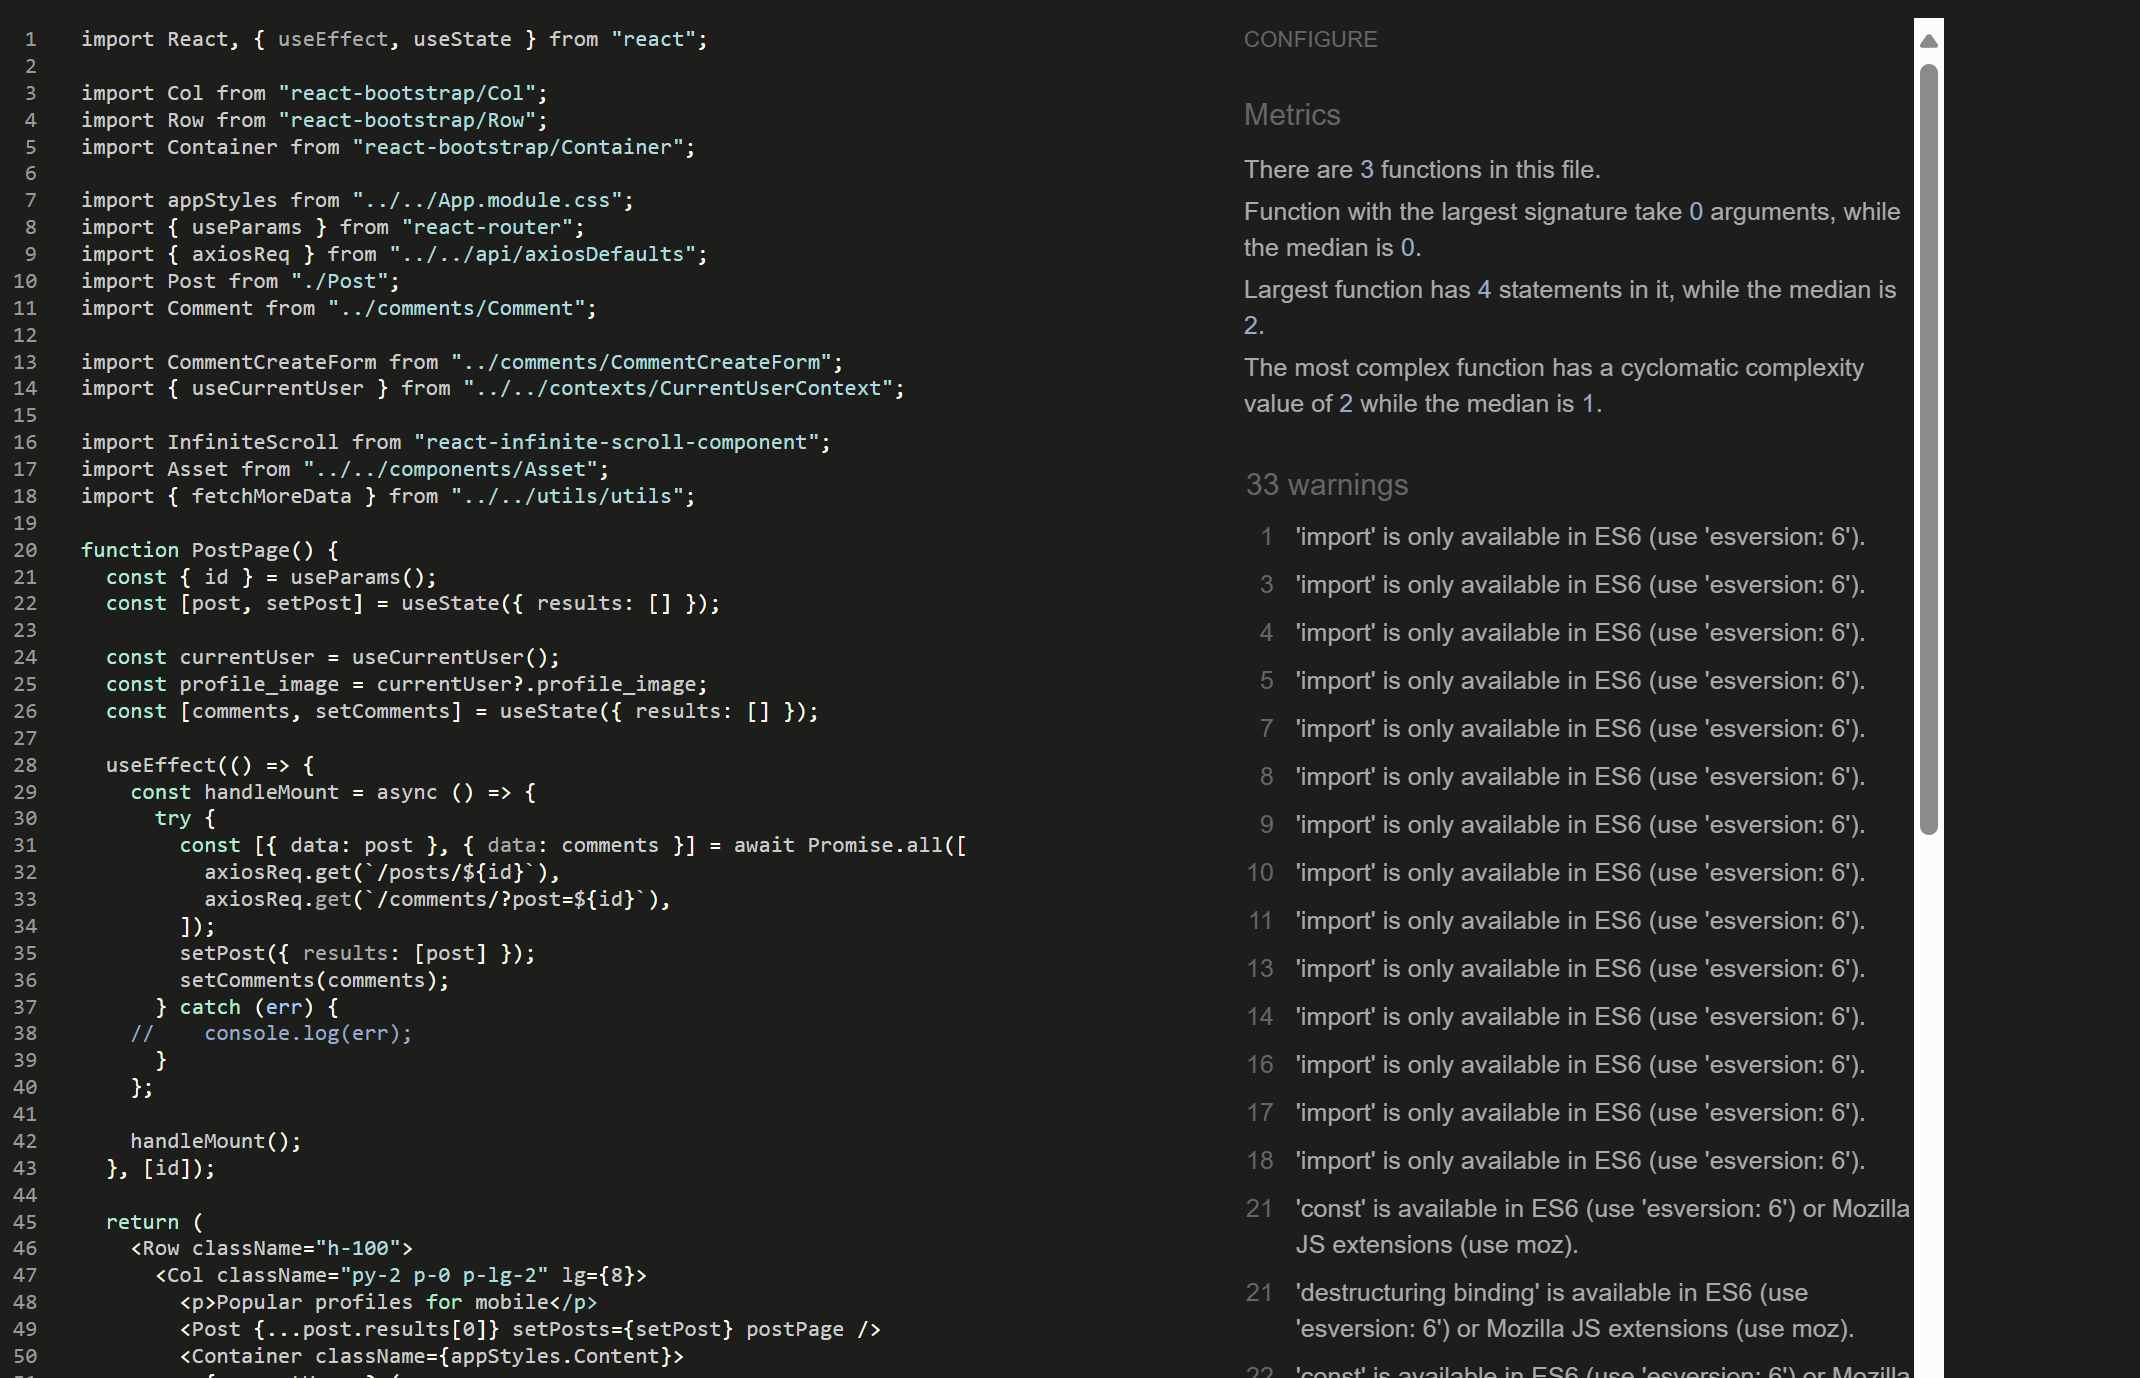 1 import React, { useEffect, useState } from "react";
2
3 import Col from "react-bootstrap/Col";
4 import Row from "react-bootstrap/Row";
5 import Container from "react-bootstrap/Container";
6
7 import appStyles from "../../App.module.css";
8 import { useParams } from "react-router";
9 import { axiosReq } from "../../api/axiosDefaults";
10 import Post from "./Post";
11 import Comment from "../comments/Comment";
12
13 import CommentCreateForm from "../comments/CommentCreateForm";
14 import { useCurrentUser } from "../../contexts/CurrentUserContext";
15
16 import InfiniteScroll from "react-infinite-scroll-component";
17 import Asset from "../../components/Asset";
18 import { fetchMoreData } from "../../utils/utils";
19
20 function PostPage() {
21   const { id } = useParams();
22   const [post, setPost] = useState({ results: [] });
23
24   const currentUser = useCurrentUser();
25   const profile_image = currentUser?.profile_image;
26   const [comments, setComments] = useState({ results: [] });
27
28   useEffect(() => {
29     const handleMount = async () => {
30       try {
31         const [{ data: post }, { data: comments }] = await Promise.all([
32           axiosReq.get(`/posts/${id}`),
33           axiosReq.get(`/comments/?post=${id}`),
34         ]);
35         setPost({ results: [post] });
36         setComments(comments);
37       } catch (err) {
38     //    console.log(err);
39       }
40     };
41
42     handleMount();
43   }, [id]);
44
45   return (
46     <Row className="h-100">
47       <Col className="py-2 p-0 p-lg-2" lg={8}>
48         <p>Popular profiles for mobile</p>
49         <Post {...post.results[0]} setPosts={setPost} postPage />
50         <Container className={appStyles.Content}>
CONFIGURE
Metrics
There are 3 functions in this file.
Function with the largest signature take 0 arguments, while
the median is 0.
Largest function has 4 statements in it, while the median is
2.
The most complex function has a cyclomatic complexity
value of 2 while the median is 1.
33 warnings
1 'import' is only available in ES6 (use 'esversion: 6').
3 'import' is only available in ES6 (use 'esversion: 6').
4 'import' is only available in ES6 (use 'esversion: 6').
5 'import' is only available in ES6 (use 'esversion: 6').
7 'import' is only available in ES6 (use 'esversion: 6').
8 'import' is only available in ES6 (use 'esversion: 6').
9 'import' is only available in ES6 (use 'esversion: 6').
10 'import' is only available in ES6 (use 'esversion: 6').
11 'import' is only available in ES6 (use 'esversion: 6').
13 'import' is only available in ES6 (use 'esversion: 6').
14 'import' is only available in ES6 (use 'esversion: 6').
16 'import' is only available in ES6 (use 'esversion: 6').
17 'import' is only available in ES6 (use 'esversion: 6').
18 'import' is only available in ES6 (use 'esversion: 6').
21 'const' is available in ES6 (use 'esversion: 6') or Mozilla
JS extensions (use moz).
21 'destructuring binding' is available in ES6 (use
'esversion: 6') or Mozilla JS extensions (use moz).
22 'const' is available in ES6 (use 'esversion: 6') or Mozilla